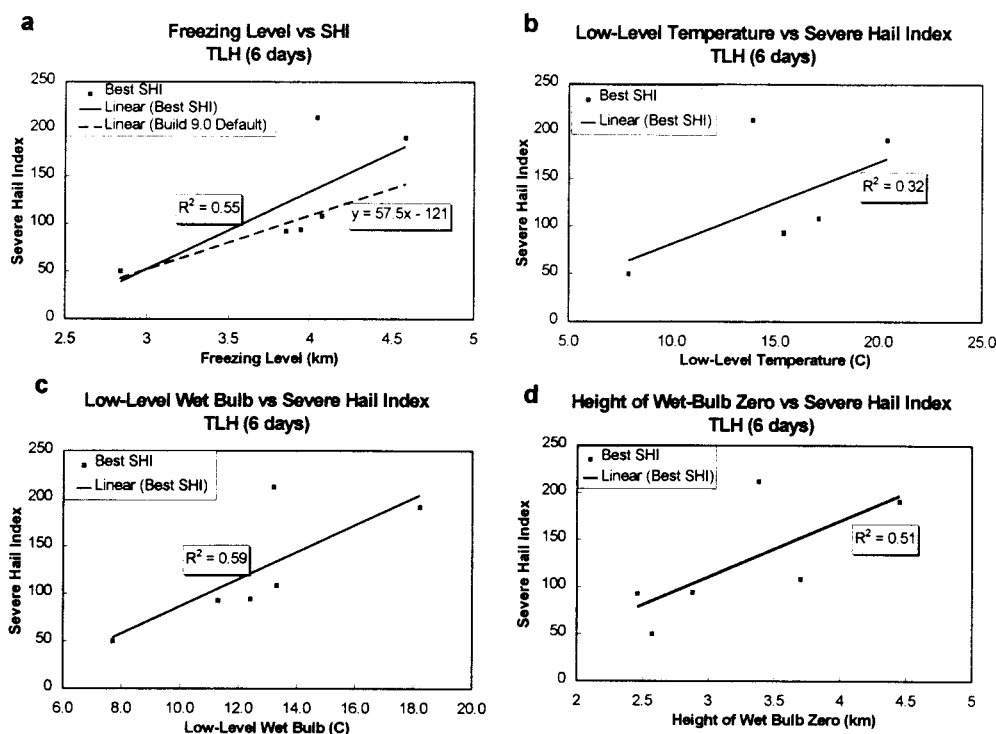 a
Freezing Level vs SHI
TLH (6 days)
Severe Hail Index
250
200
150
100
50
0
Best SHI
Linear (Best SHI)
Linear (Build 9.0 Default)
R² = 0.55
y = 57.5x - 121
2.5 3 3.5 4 4.5 5
Freezing Level (km)
b
Low-Level Temperature vs Severe Hail Index
TLH (6 days)
Severe Hail Index
250
200
150
100
50
0
Best SHI
Linear (Best SHI)
R² = 0.32
5.0 10.0 15.0 20.0 25.0
Low-Level Temperature (C)
c
Low-Level Wet Bulb vs Severe Hail Index
TLH (6 days)
Severe Hail Index
250
200
150
100
50
0
Best SHI
Linear (Best SHI)
R² = 0.59
6.0 8.0 10.0 12.0 14.0 16.0 18.0 20.0
Low-Level Wet Bulb (C)
d
Height of Wet-Bulb Zero vs Severe Hail Index
TLH (6 days)
Severe Hail Index
250
200
150
100
50
0
Best SHI
Linear (Best SHI)
R² = 0.51
2 2.5 3 3.5 4 4.5 5
Height of Wet Bulb Zero (km)